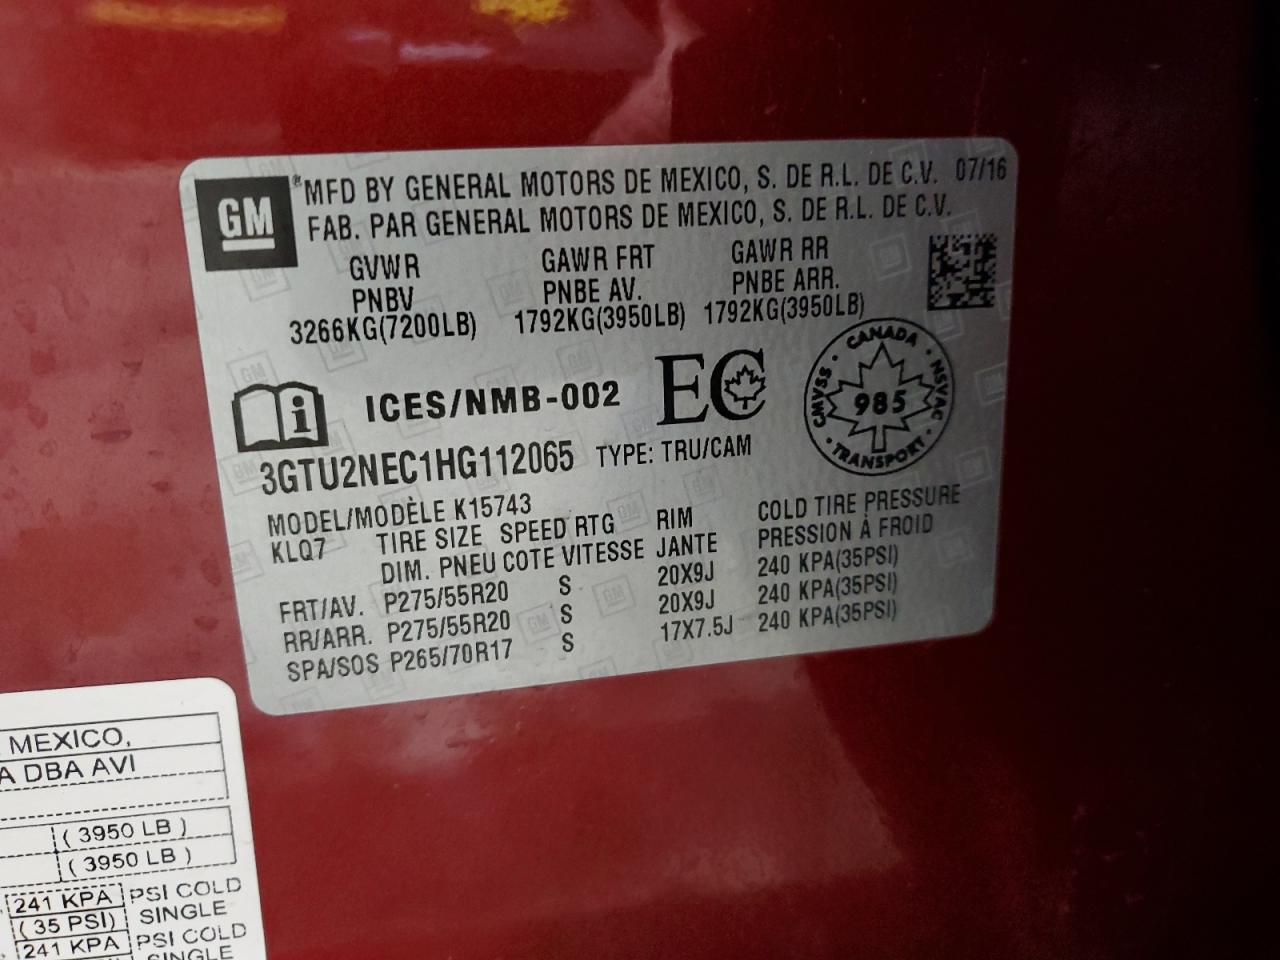 GM
®MFD BY GENERAL MOTORS DE MEXICO, S. DE R.L. DE C.V. 07/16
FAB. PAR GENERAL MOTORS DE MEXICO, S. DE R.L. DE C.V.
GVWR GAWR FRT GAWR RR
PNBV PNBE AV. PNBE ARR.
3266KG(7200LB) 1792KG(3950LB) 1792KG(3950LB)
i ICES/NMB-002 EC
CANADA
CMVSS 985 NSVAC
TRANSPORT
3GTU2NEC1HG112065 TYPE: TRU/CAM
MODEL/MODÈLE K15743
KLQ7 TIRE SIZE SPEED RTG RIM COLD TIRE PRESSURE
DIM. PNEU COTE VITESSE JANTE PRESSION À FROID
FRT/AV. P275/55R20 S 20X9J 240 KPA(35PSI)
RR/ARR. P275/55R20 S 20X9J 240 KPA(35PSI)
SPA/SOS P265/70R17 S 17X7.5J 240 KPA(35PSI)
MEXICO,
A DBA AVI
(3950 LB)
(3950 LB)
241 KPA PSI COLD
(35 PSI) SINGLE
241 KPA PSI COLD
SINGLE